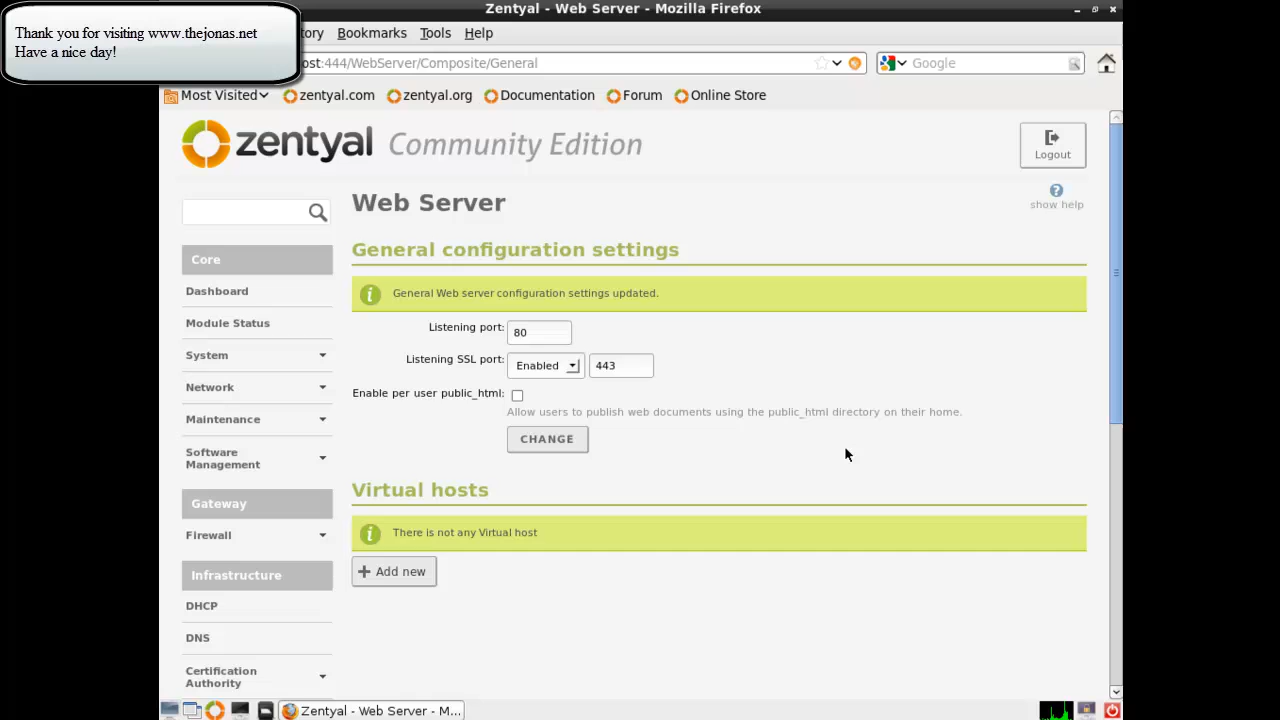 Zentyal - Web Server - Mozilla Firefox
Thank you for visiting www.thejonas.net
Have a nice day!
tory Bookmarks Tools Help
ost:444/WebServer/Composite/General
Google
Most Visited zentyal.com zentyal.org Documentation Forum Online Store
zentyal Community Edition
Logout
show help
Core
Dashboard
Module Status
System
Network
Maintenance
Software
Management
Gateway
Firewall
Infrastructure
DHCP
DNS
Certification
Authority
Web Server
General configuration settings
General Web server configuration settings updated.
Listening port: 80
Listening SSL port: Enabled 443
Enable per user public_html:
Allow users to publish web documents using the public_html directory on their home.
CHANGE
Virtual hosts
There is not any Virtual host
Add new
Zentyal - Web Server - M...